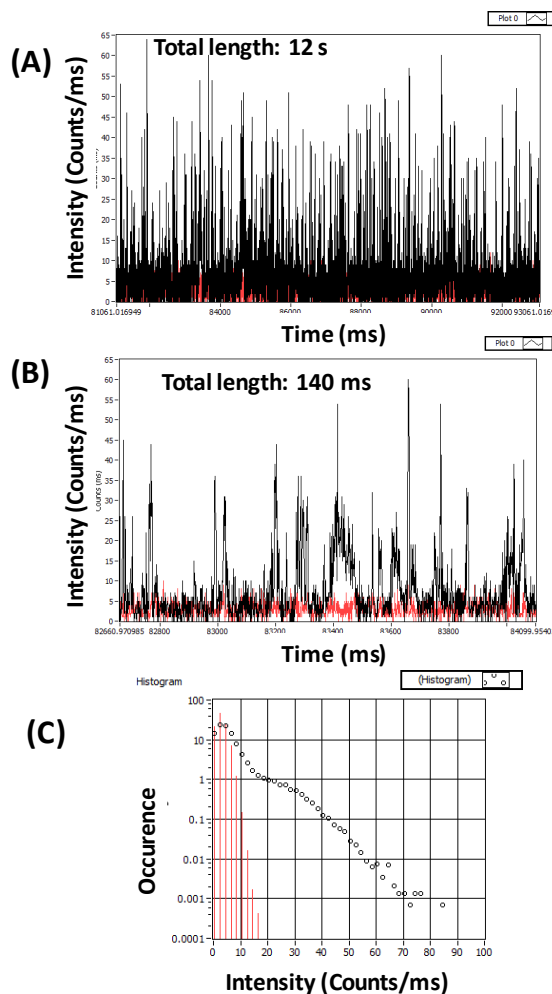 Plot 0
(A)
Total length: 12 s
Intensity (Counts/ms)
65-
60-
55-
50-
45-
40-
35-
30-
25-
20-
15-
10-
5-
0-
81061.016949
84000
86000
88000
90000
92000 93061.0169
Time (ms)
Plot 0
(B)
Total length: 140 ms
Intensity (Counts/ms)
Counts (ms)
65-
60-
55-
50-
45-
40-
35-
30-
25-
20-
15-
10-
5-
0-
82660.970985 82800
83000
83200
83400
83600
83800
84099.9540
Time (ms)
Histogram
(Histogram)
(C)
Occurence
100
10
1
0.1
0.01
0.001
0.0001
0 10 20 30 40 50 60 70 80 90 100
Intensity (Counts/ms)